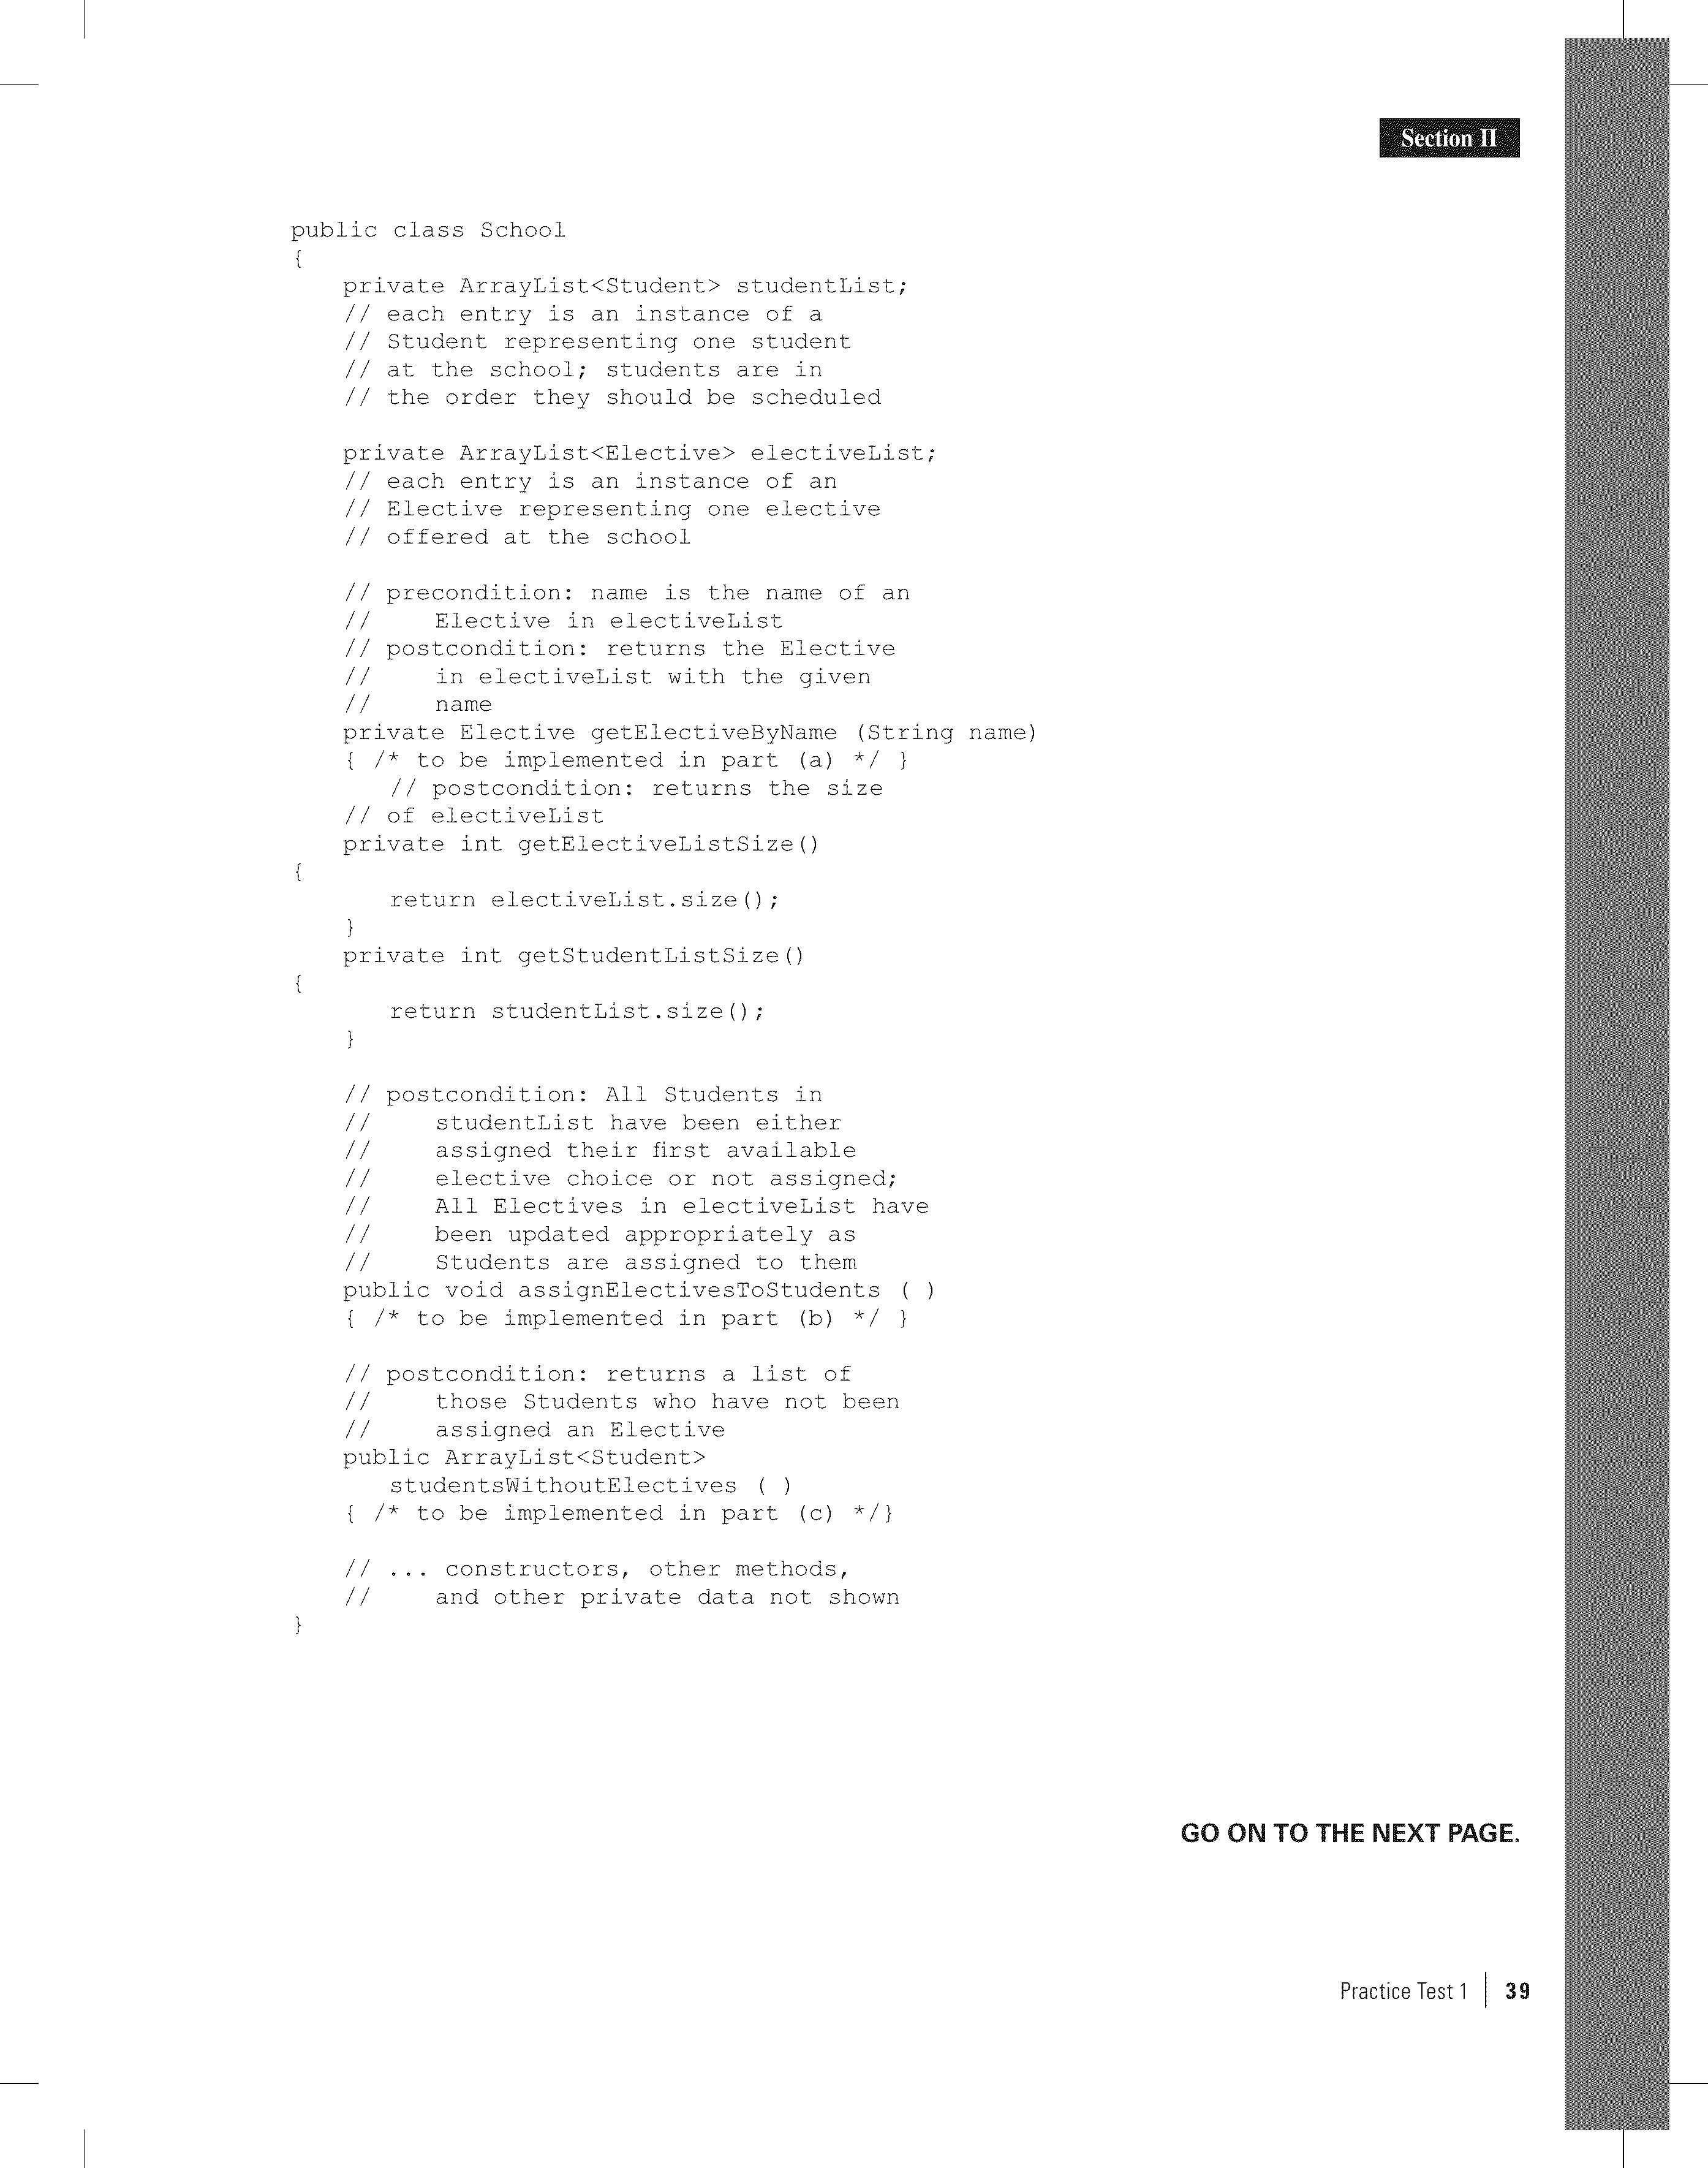 Section II
public class School
{
private ArrayList<Student> studentList;
// each entry is an instance of a
// Student representing one student
// at the school; students are in
// the order they should be scheduled
private ArrayList<Elective> electiveList;
// each entry is an instance of an
// Elective representing one elective
// offered at the school
// precondition: name is the name of an
// Elective in electiveList
// postcondition: returns the Elective
// in electiveList with the given
// name
private Elective getElectiveByName (String name)
{ /* to be implemented in part (a) */ }
// postcondition: returns the size
// of electiveList
private int getElectiveListSize()
{
return electiveList.size();
}
private int getStudentListSize()
{
return studentList.size();
}
// postcondition: All Students in
// studentList have been either
// assigned their first available
// elective choice or not assigned;
// All Electives in electiveList have
// been updated appropriately as
// Students are assigned to them
public void assignElectivesToStudents ( )
{ /* to be implemented in part (b) */ }
// postcondition: returns a list of
// those Students who have not been
// assigned an Elective
public ArrayList<Student>
studentsWithoutElectives ( )
{ /* to be implemented in part (c) */}
// ... constructors, other methods,
// and other private data not shown
}
GO ON TO THE NEXT PAGE.
Practice Test 1 | 39